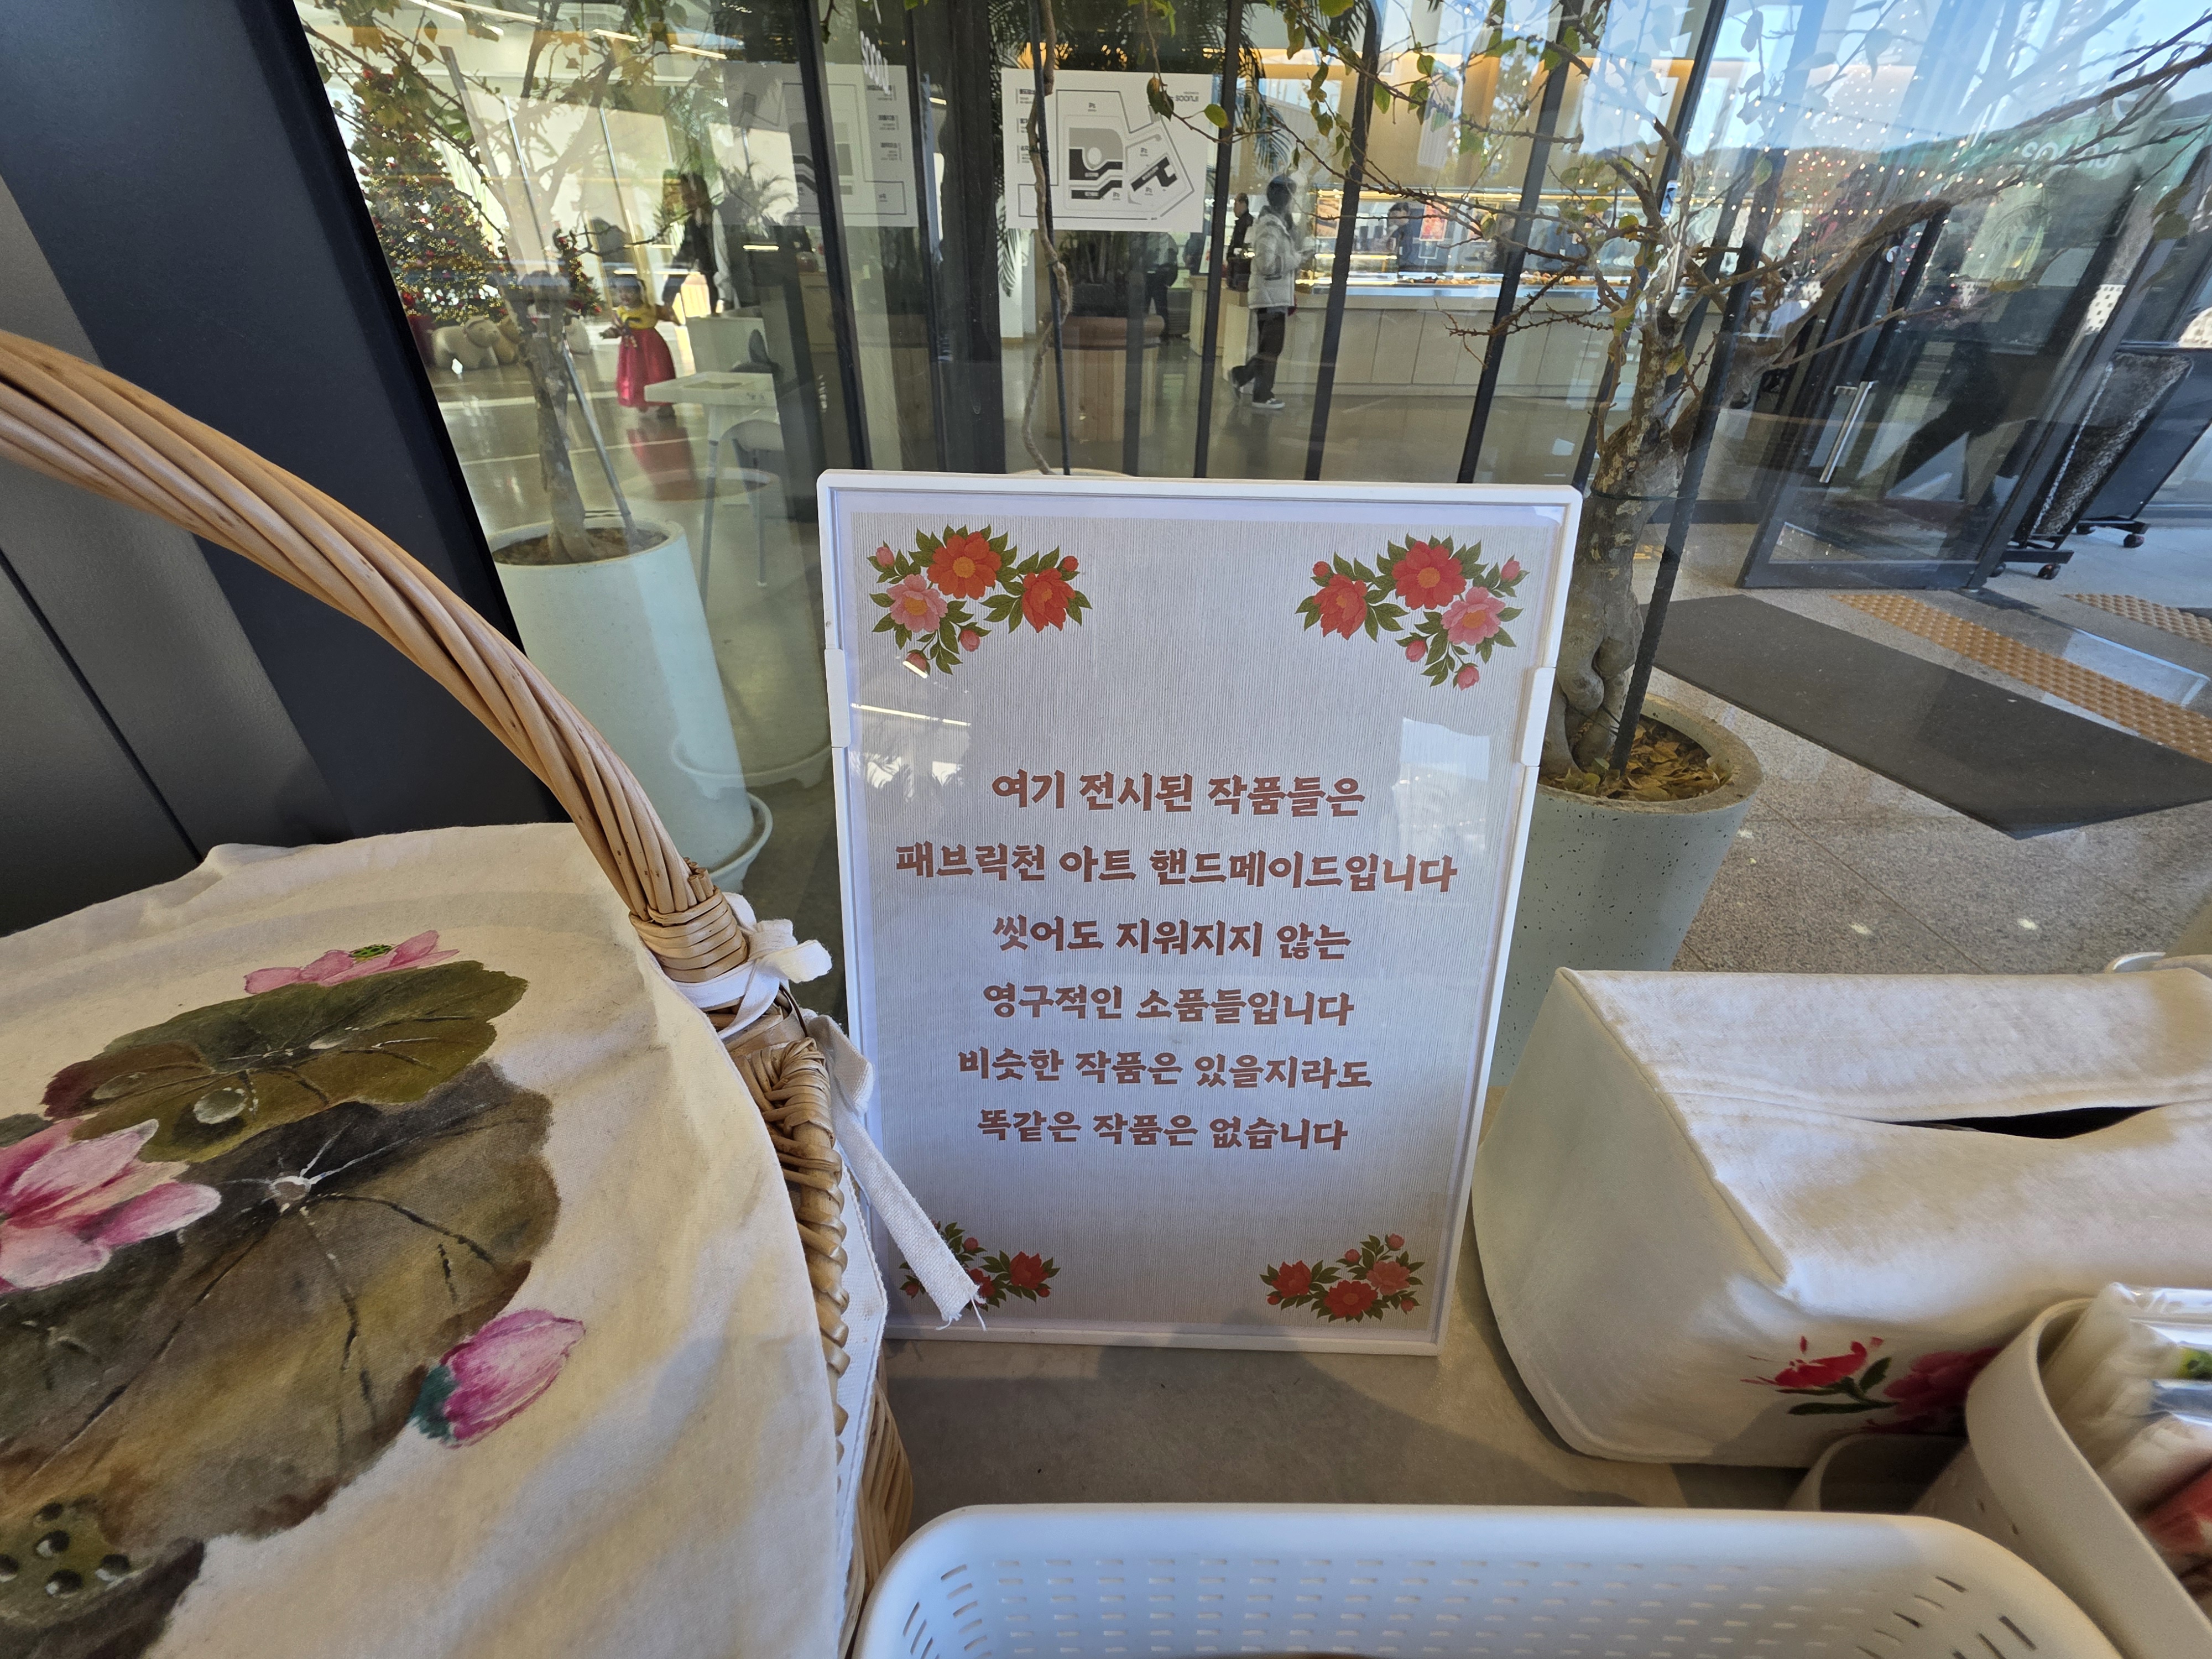 여기 전시된 작품들은
패브릭천 아트 핸드메이드입니다
씻어도 지워지지 않는
영구적인 소품들입니다
비슷한 작품은 있을지라도
똑같은 작품은 없습니다